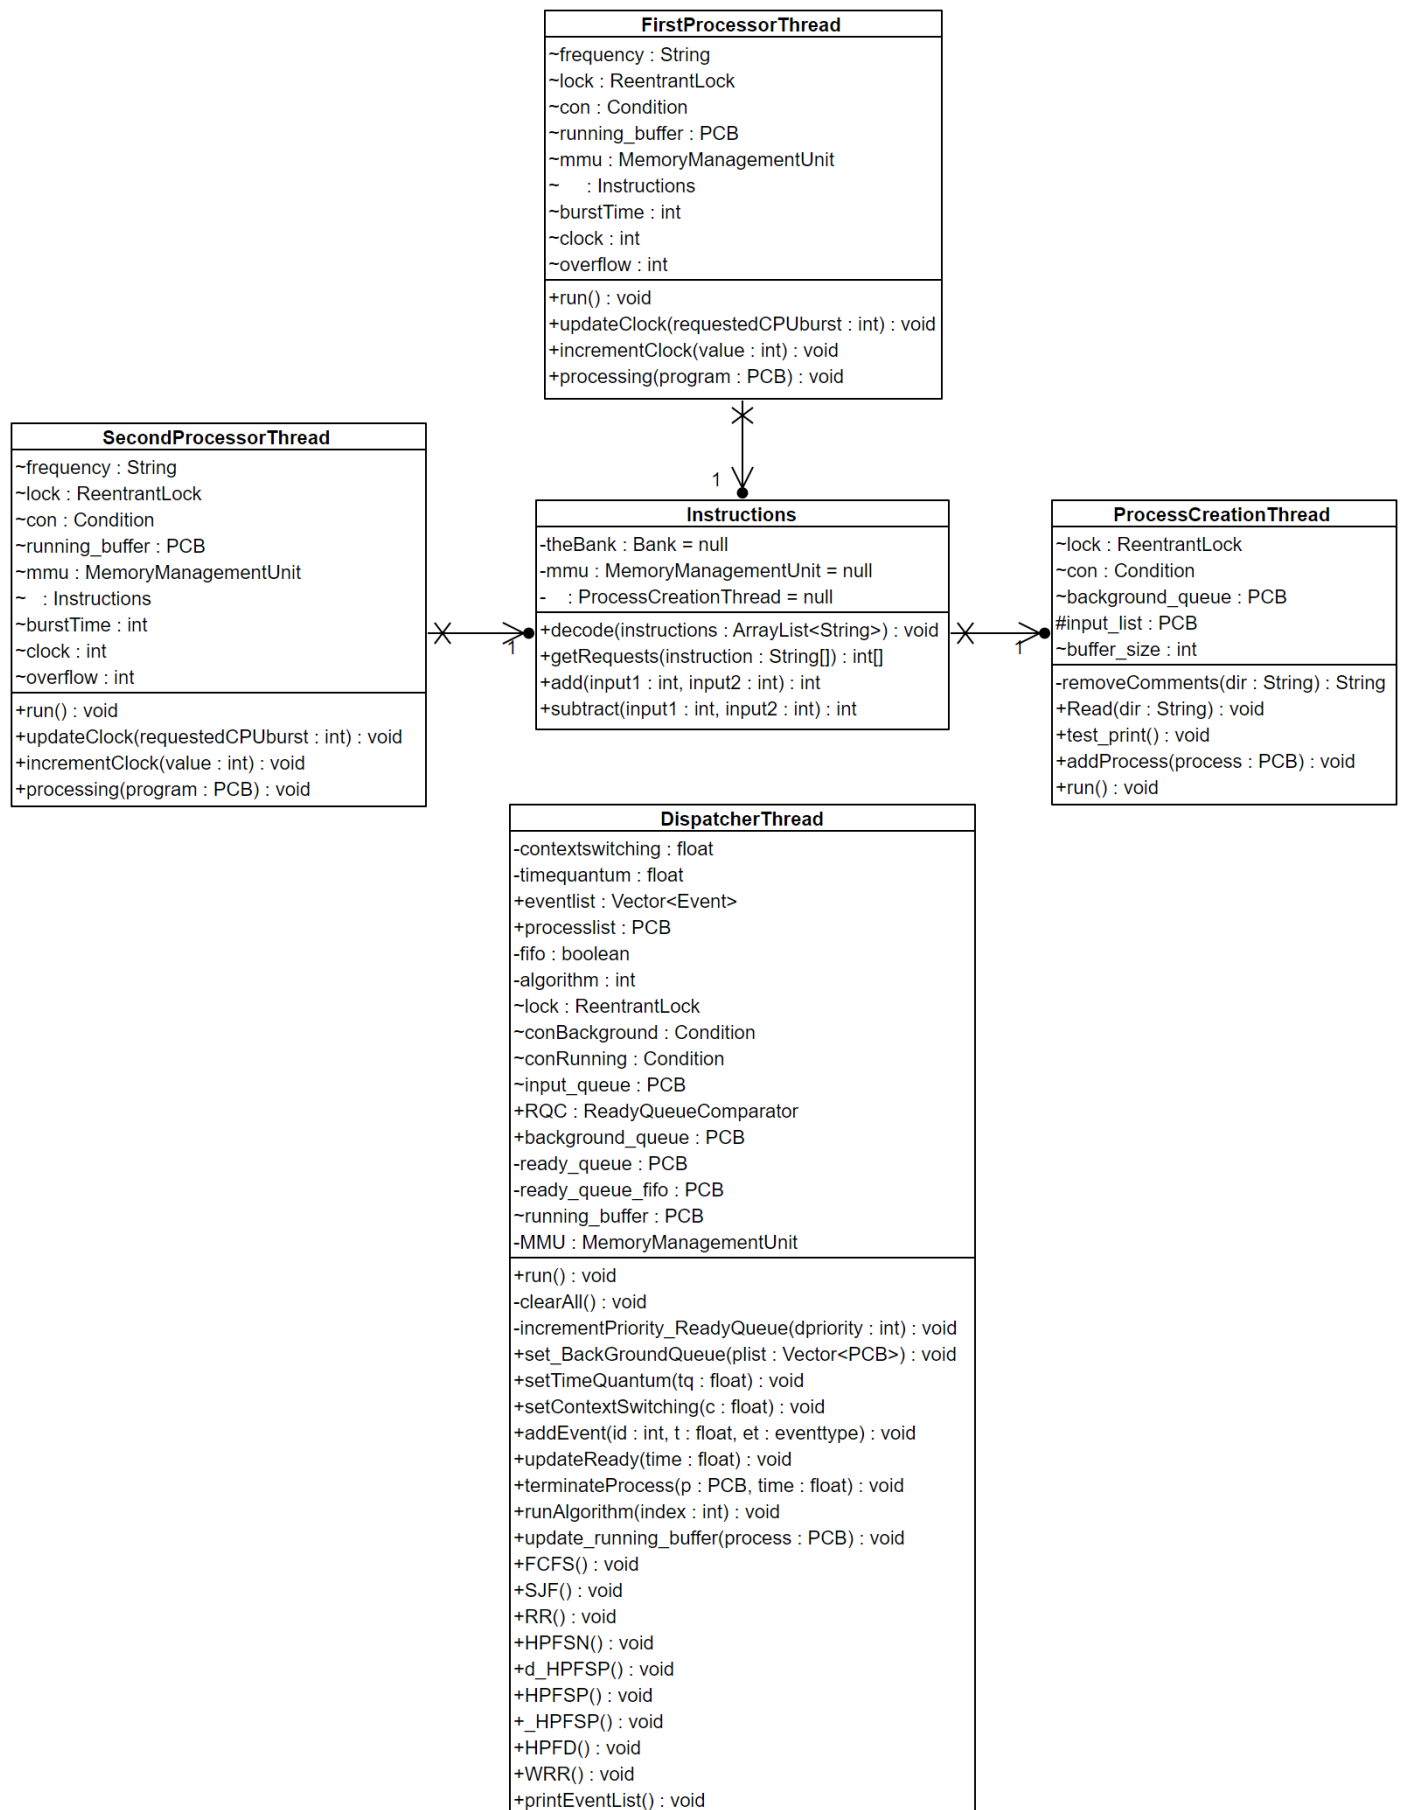 FirstProcessorThread
~frequency : String
~lock : ReentrantLock
~con : Condition
~running_buffer : PCB
~mmu : MemoryManagementUnit
~ : Instructions
~burstTime : int
~clock : int
~overflow : int
+run() : void
+updateClock(requestedCPUburst : int) : void
+incrementClock(value : int) : void
+processing(program : PCB) : void
1
SecondProcessorThread
~frequency : String
~lock : ReentrantLock
~con : Condition
~running_buffer : PCB
~mmu : MemoryManagementUnit
~ : Instructions
~burstTime : int
~clock : int
~overflow : int
+run() : void
+updateClock(requestedCPUburst : int) : void
+incrementClock(value : int) : void
+processing(program : PCB) : void
1
Instructions
-theBank : Bank = null
-mmu : MemoryManagementUnit = null
- : ProcessCreationThread = null
+decode(instructions : ArrayList<String>) : void
+getRequests(instruction : String[]) : int[]
+add(input1 : int, input2 : int) : int
+subtract(input1 : int, input2 : int) : int
1
ProcessCreationThread
~lock : ReentrantLock
~con : Condition
~background_queue : PCB
#input_list : PCB
~buffer_size : int
-removeComments(dir : String) : String
+Read(dir : String) : void
+test_print() : void
+addProcess(process : PCB) : void
+run() : void
DispatcherThread
-contextswitching : float
-timequantum : float
+eventlist : Vector<Event>
+processlist : PCB
-fifo : boolean
-algorithm : int
~lock : ReentrantLock
~conBackground : Condition
~conRunning : Condition
~input_queue : PCB
+RQC : ReadyQueueComparator
+background_queue : PCB
-ready_queue : PCB
-ready_queue_fifo : PCB
~running_buffer : PCB
-MMU : MemoryManagementUnit
+run() : void
-clearAll() : void
-incrementPriority_ReadyQueue(dpriority : int) : void
+set_BackGroundQueue(plist : Vector<PCB>) : void
+setTimeQuantum(tq : float) : void
+setContextSwitching(c : float) : void
+addEvent(id : int, t : float, et : eventtype) : void
+updateReady(time : float) : void
+terminateProcess(p : PCB, time : float) : void
+runAlgorithm(index : int) : void
+update_running_buffer(process : PCB) : void
+FCFS() : void
+SJF() : void
+RR() : void
+HPFSN() : void
+d_HPFSP() : void
+HPFSP() : void
+_HPFSP() : void
+HPFD() : void
+WRR() : void
+printEventList() : void